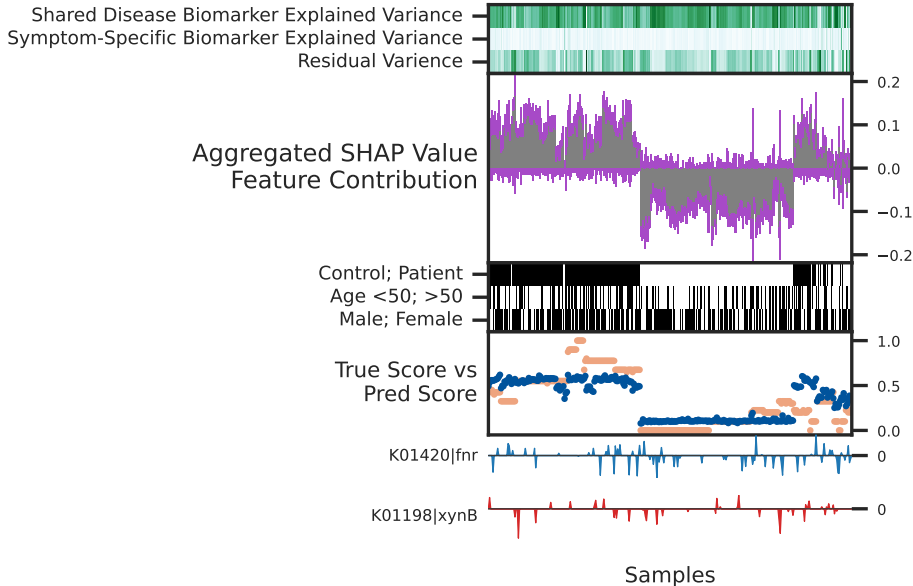 Shared Disease Biomarker Explained Variance
Symptom-Specific Biomarker Explained Variance
Residual Varience
0.2
0.1
Aggregated SHAP Value
Feature Contribution
0.0
−0.1
−0.2
Control; Patient
Age <50; >50
Male; Female
1.0
True Score vs
Pred Score
0.5
0.0
K01420|fnr
0
K01198|xynB
0
Samples